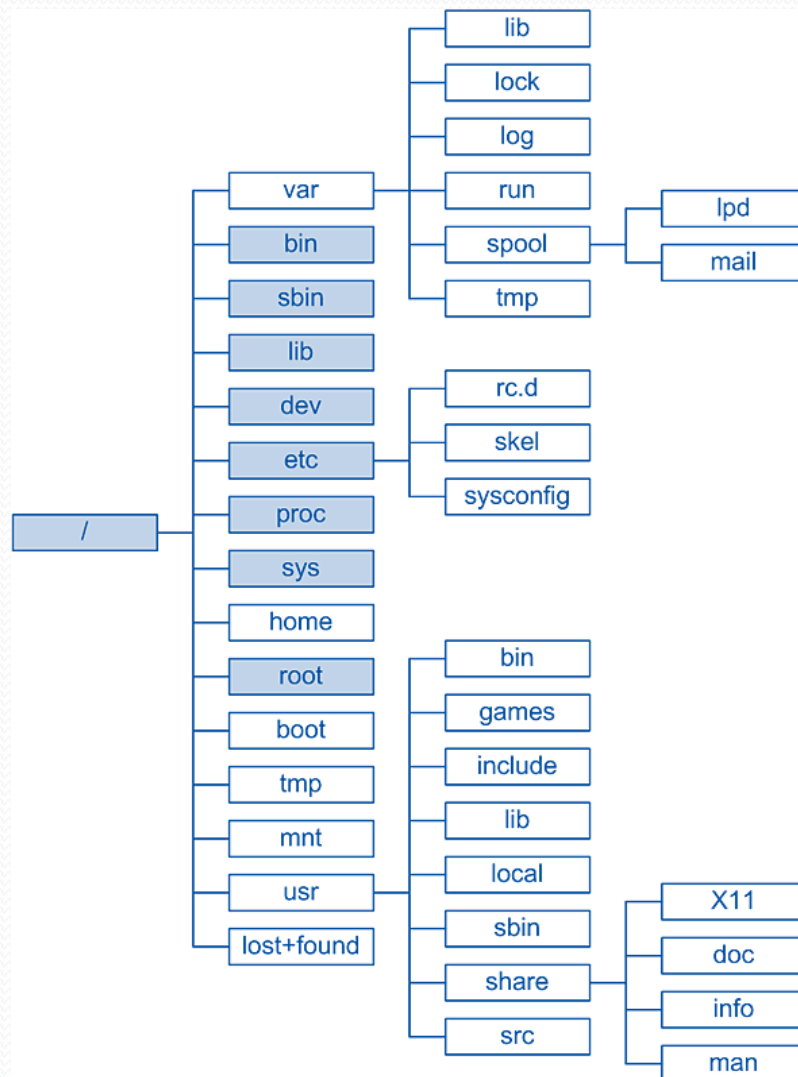 /
var
bin
sbin
lib
dev
etc
proc
sys
home
root
boot
tmp
mnt
usr
lost+found
lib
lock
log
run
spool
tmp
lpd
mail
rc.d
skel
sysconfig
bin
games
include
lib
local
sbin
share
src
X11
doc
info
man